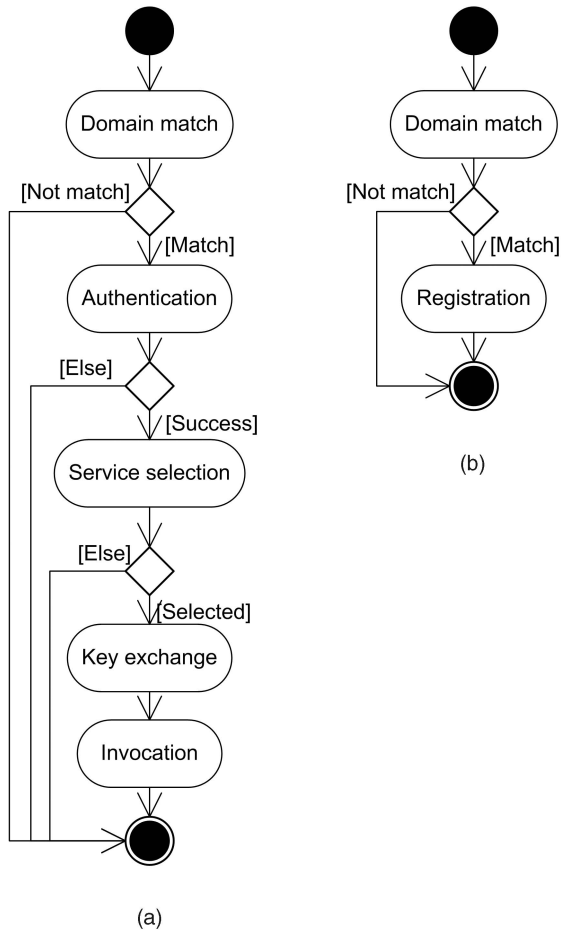 Domain match
[Not match]
[Match]
Authentication
[Else]
[Success]
Service selection
[Else]
[Selected]
Key exchange
Invocation
(a)
Domain match
[Not match]
[Match]
Registration
(b)